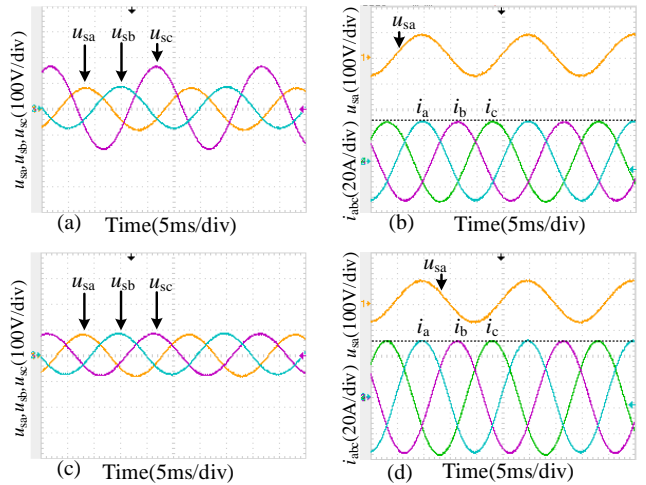 u_sa u_sb u_sc
u_sa,u_sb,u_sc(100V/div)
(a) Time(5ms/div)
u_sa
u_sa(100V/div)
i_a i_b i_c
i_abc(20A/div)
(b) Time(5ms/div)
u_sa u_sb u_sc
u_sa,u_sb,u_sc(100V/div)
(c) Time(5ms/div)
u_sa
u_sa(100V/div)
i_a i_b i_c
i_abc(20A/div)
(d) Time(5ms/div)